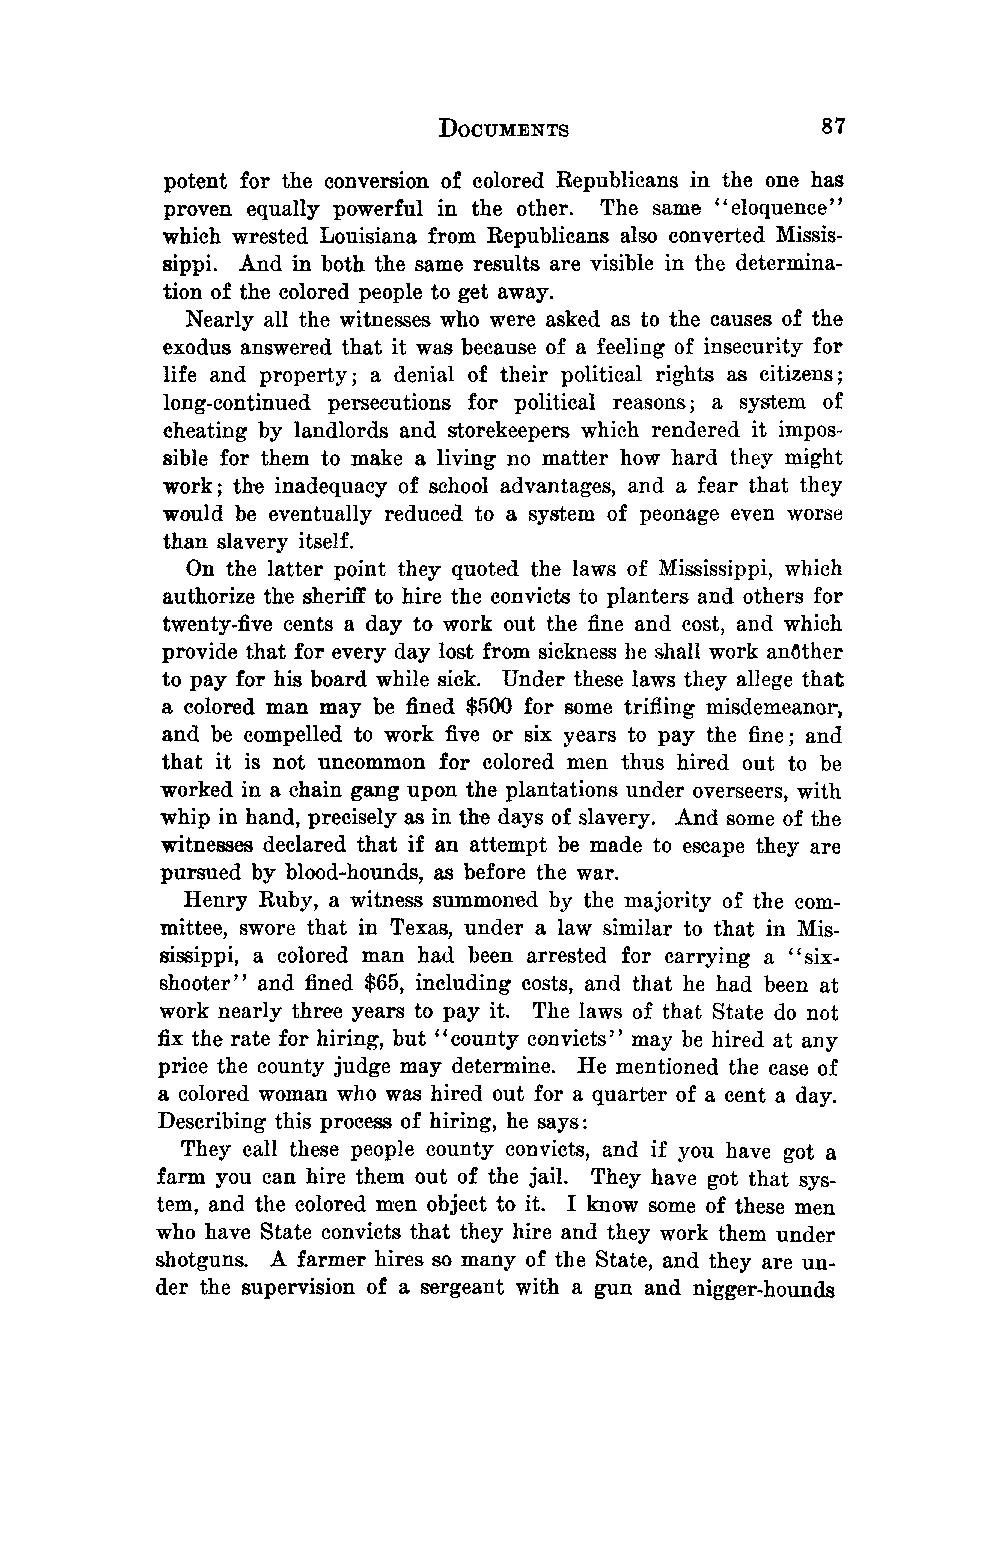 DOCUMENTS 87
potent for the conversion of colored Republicans in the one has
proven equally powerful in the other. The same "eloquence"
which wrested Louisiana from Republicans also converted Missis-
sippi. And in both the same results are visible in the determina-
tion of the colored people to get away.
Nearly all the witnesses who were asked as to the causes of the
exodus answered that it was because of a feeling of insecurity for
life and property; a denial of their political rights as citizens;
long-continued persecutions for political reasons; a system of
cheating by landlords and storekeepers which rendered it impos-
sible for them to make a living no matter how hard they might
work; the inadequacy of school advantages, and a fear that they
would be eventually reduced to a system of peonage even worse
than slavery itself.
On the latter point they quoted the laws of Mississippi, which
authorize the sheriff to hire the convicts to planters and others for
twenty-five cents a day to work out the fine and cost, and which
provide that for every day lost from sickness he shall work another
to pay for his board while sick. Under these laws they allege that
a colored man may be fined $500 for some trifling misdemeanor,
and be compelled to work five or six years to pay the fine; and
that it is not uncommon for colored men thus hired out to be
worked in a chain gang upon the plantations under overseers, with
whip in hand, precisely as in the days of slavery. And some of the
witnesses declared that if an attempt be made to escape they are
pursued by blood-hounds, as before the war.
Henry Ruby, a witness summoned by the majority of the com-
mittee, swore that in Texas, under a law similar to that in Mis-
sissippi, a colored man had been arrested for carrying a "six-
shooter" and fined $65, including costs, and that he had been at
work nearly three years to pay it. The laws of that State do not
fix the rate for hiring, but "county convicts" may be hired at any
price the county judge may determine. He mentioned the case of
a colored woman who was hired out for a quarter of a cent a day.
Describing this process of hiring, he says:
They call these people county convicts, and if you have got a
farm you can hire them out of the jail. They have got that sys-
tem, and the colored men object to it. I know some of these men
who have State convicts that they hire and they work them under
shotguns. A farmer hires so many of the State, and they are un-
der the supervision of a sergeant with a gun and nigger-hounds